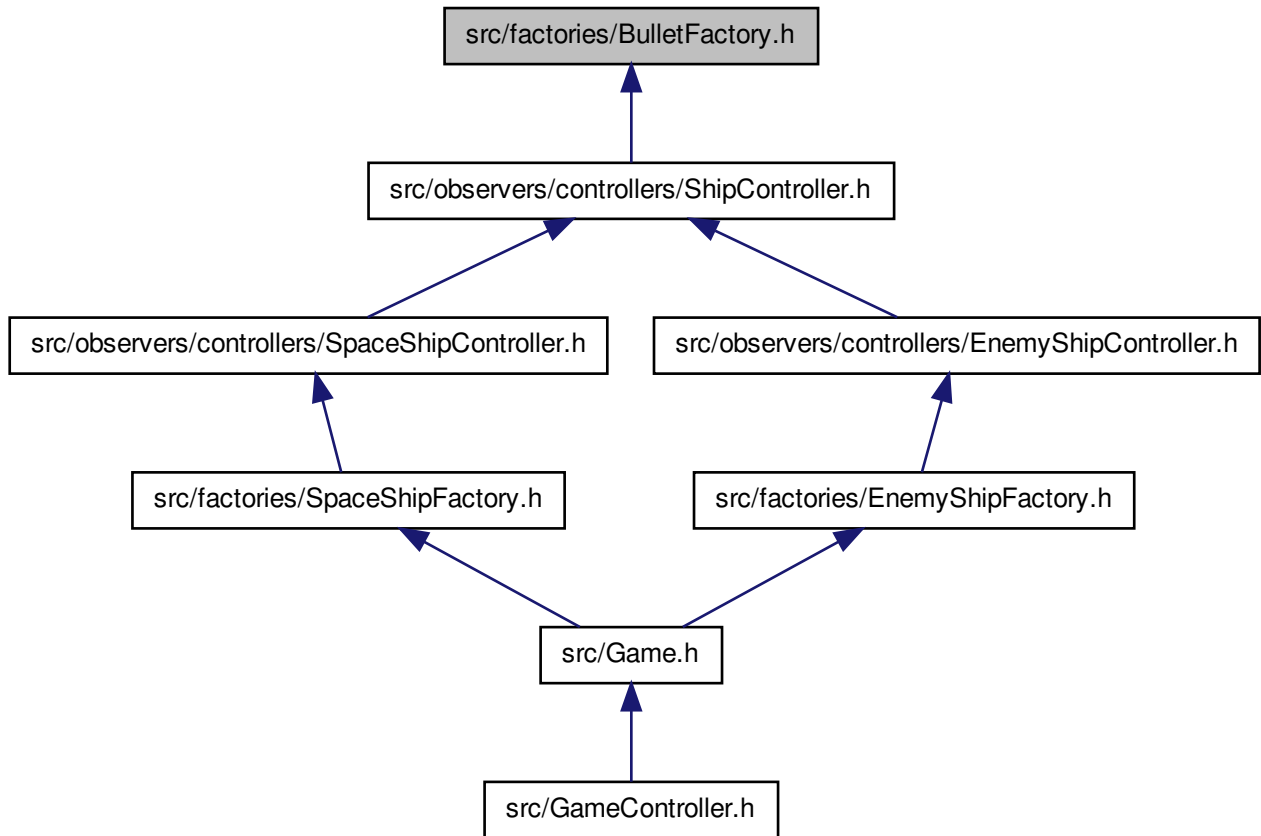 src/factories/BulletFactory.h
src/observers/controllers/ShipController.h
src/observers/controllers/SpaceShipController.h
src/observers/controllers/EnemyShipController.h
src/factories/SpaceShipFactory.h
src/factories/EnemyShipFactory.h
src/Game.h
src/GameController.h